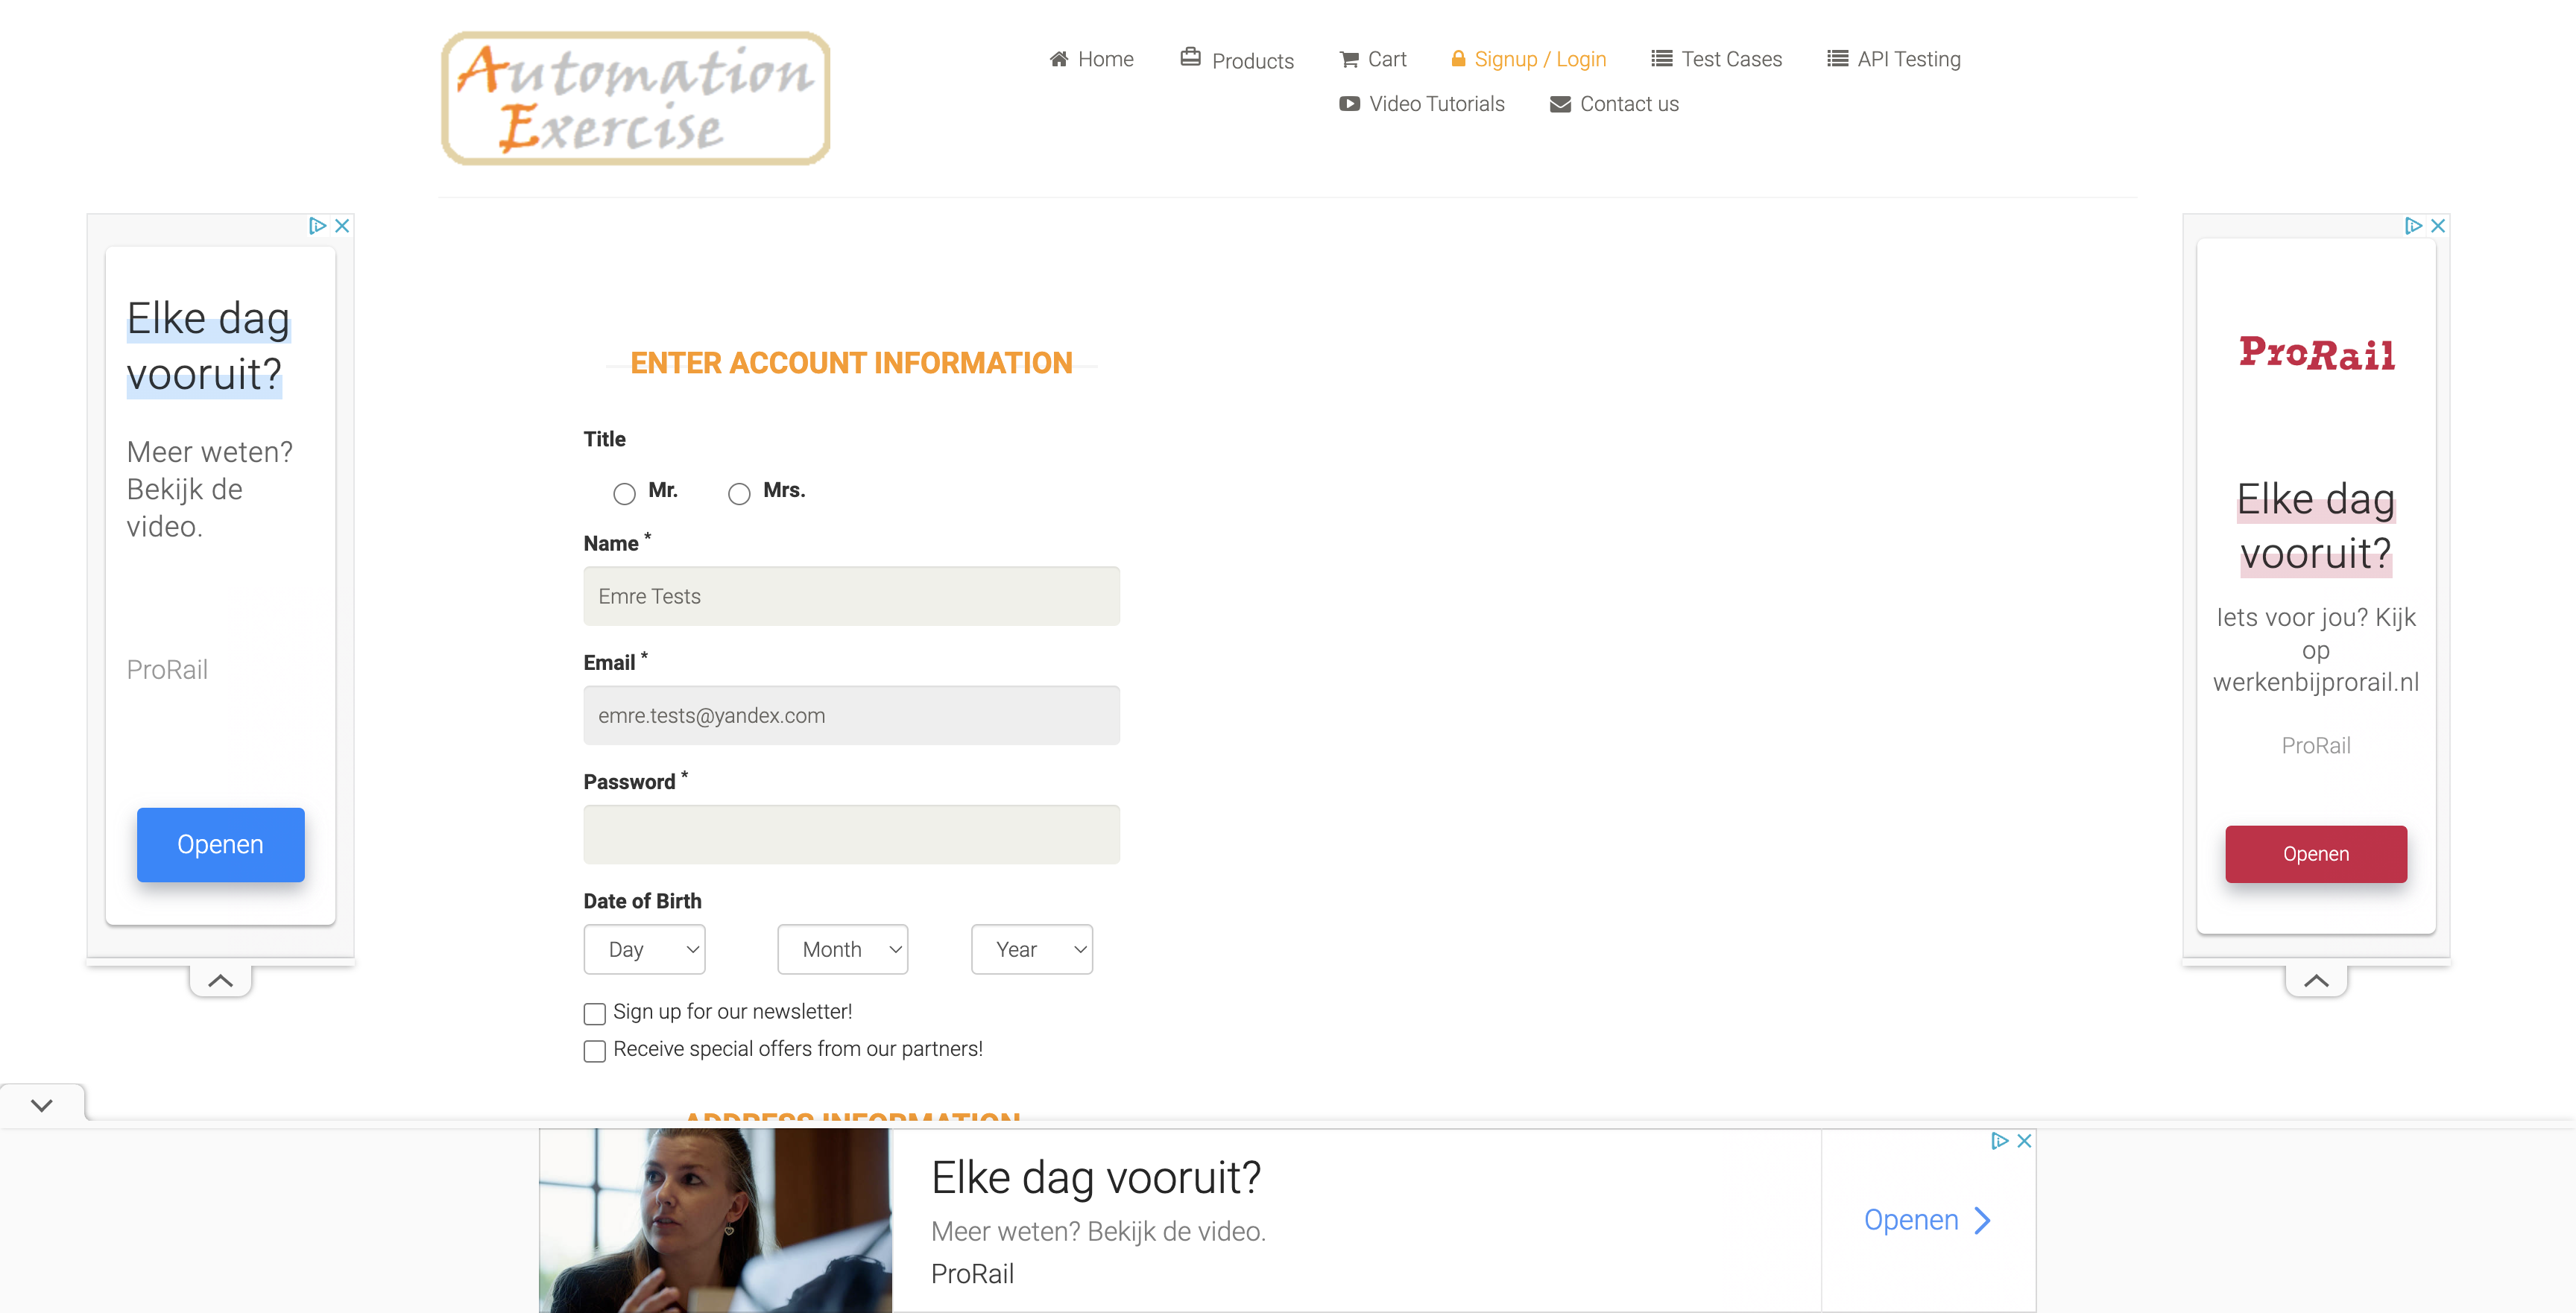 Automation
Exercise
Home
Products
Cart
Signup / Login
Test Cases
API Testing
Video Tutorials
Contact us
Elke dag
vooruit?
Meer weten?
Bekijk de
video.
ProRail
Openen
ENTER ACCOUNT INFORMATION
Title
Mr.
Mrs.
Name *
Emre Tests
Email *
emre.tests@yandex.com
Password *
Date of Birth
Day
Month
Year
Sign up for our newsletter!
Receive special offers from our partners!
ADDRESS INFORMATION
ProRail
Elke dag
vooruit?
Iets voor jou? Kijk
op
werkenbijprorail.nl
ProRail
Openen
Elke dag vooruit?
Meer weten? Bekijk de video.
ProRail
Openen